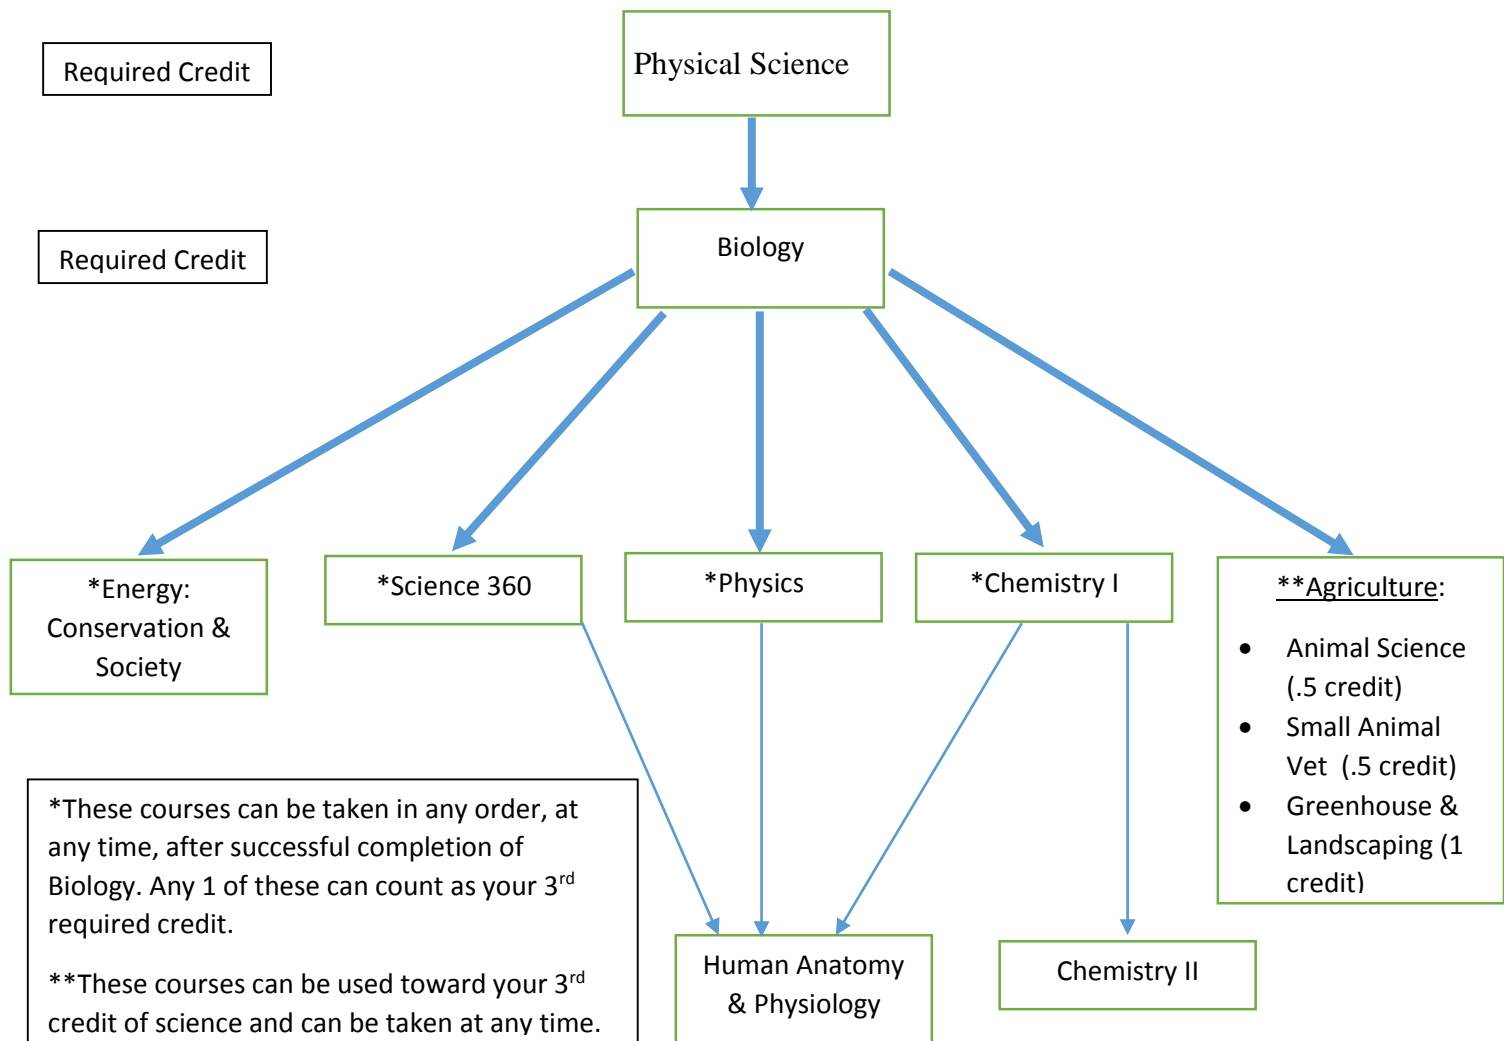 Required Credit
Physical Science
Required Credit
Biology
*Energy:
Conservation &
Society
*Science 360
*Physics
*Chemistry I
**Agriculture:
• Animal Science
(.5 credit)
• Small Animal
Vet (.5 credit)
• Greenhouse &
Landscaping (1
credit)
*These courses can be taken in any order, at
any time, after successful completion of
Biology. Any 1 of these can count as your 3rd
required credit.
**These courses can be used toward your 3rd
credit of science and can be taken at any time.
Human Anatomy
& Physiology
Chemistry II